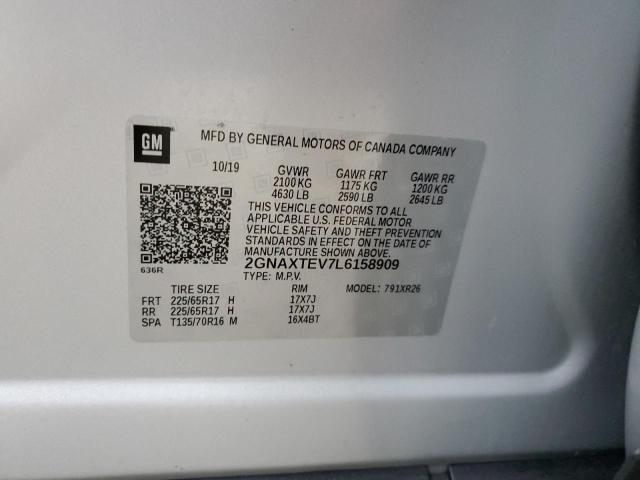 GM
MFD BY GENERAL MOTORS OF CANADA COMPANY
10/19 GVWR GAWR FRT GAWR RR
2100 KG 1175 KG 1200 KG
4630 LB 2590 LB 2645 LB
THIS VEHICLE CONFORMS TO ALL
APPLICABLE U.S. FEDERAL MOTOR
VEHICLE SAFETY AND THEFT PREVENTION
STANDARDS IN EFFECT ON THE DATE OF
MANUFACTURE SHOWN ABOVE.
2GNAXTEV7L6158909
636R TYPE: M.P.V.
TIRE SIZE RIM 791XR26
FRT 225/65R17 H 17X7J
RR 225/65R17 H 17X7J
SPA T135/70R16 M 16X4BT